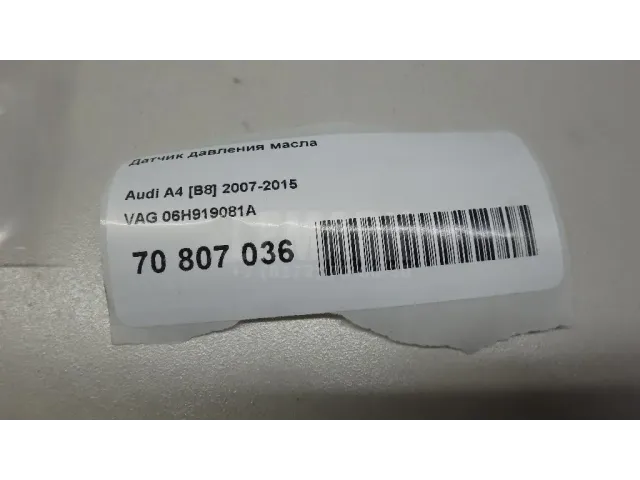 Датчик давления масла
Audi A4 [B8] 2007-2015
VAG 06H919081A
70 807 036